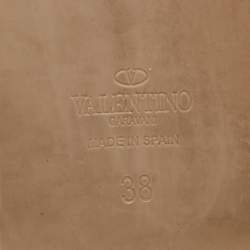 VALENTINO
GARAVANI
MADE IN SPAIN
38